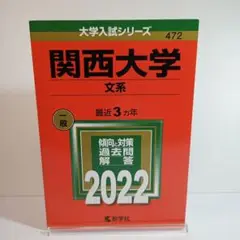 大学入試シリーズ
472
関西大学
文系
最近3カ年
一般
傾向と対策
過去問
解答
2022
教学社